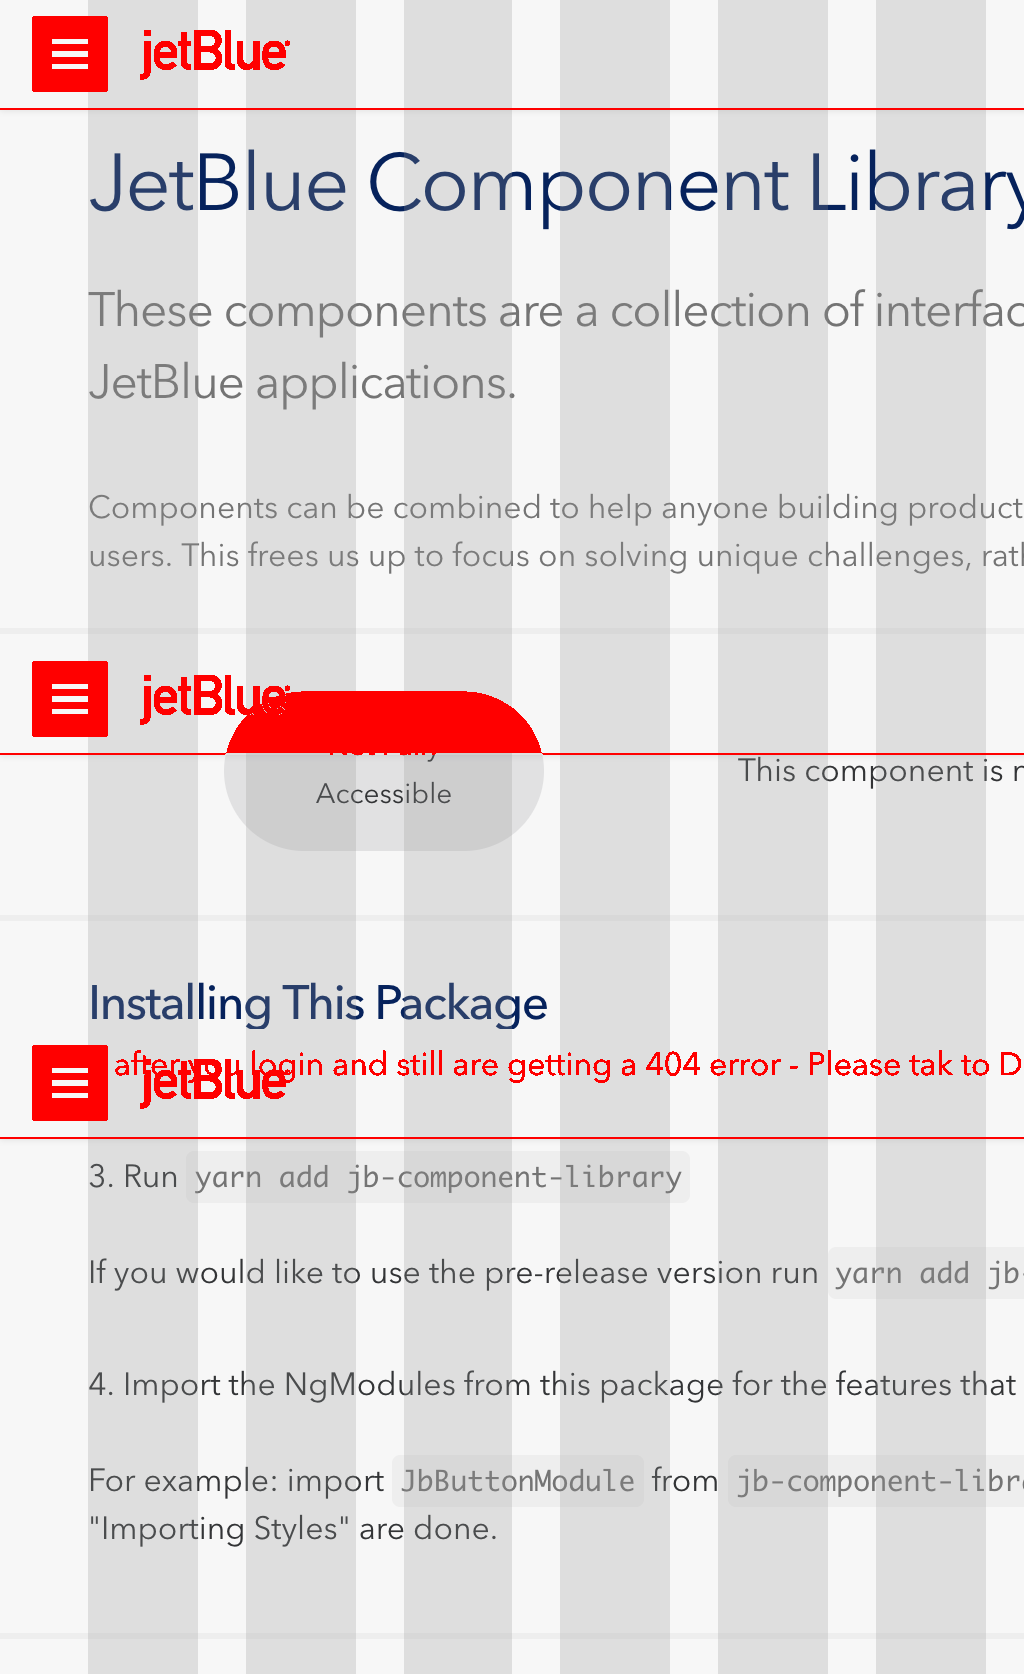 jetBlue
JetBlue Component Library
These components are a collection of interfac
JetBlue applications.
Components can be combined to help anyone building product
users. This frees us up to focus on solving unique challenges, rath
jetBlue
Not Fully
Accessible
This component is n
Installing This Package
after you login and still are getting a 404 error - Please tak to D
jetBlue
3. Run yarn add jb-component-library
If you would like to use the pre-release version run yarn add jb-
4. Import the NgModules from this package for the features that
For example: import JbButtonModule from jb-component-libra
"Importing Styles" are done.